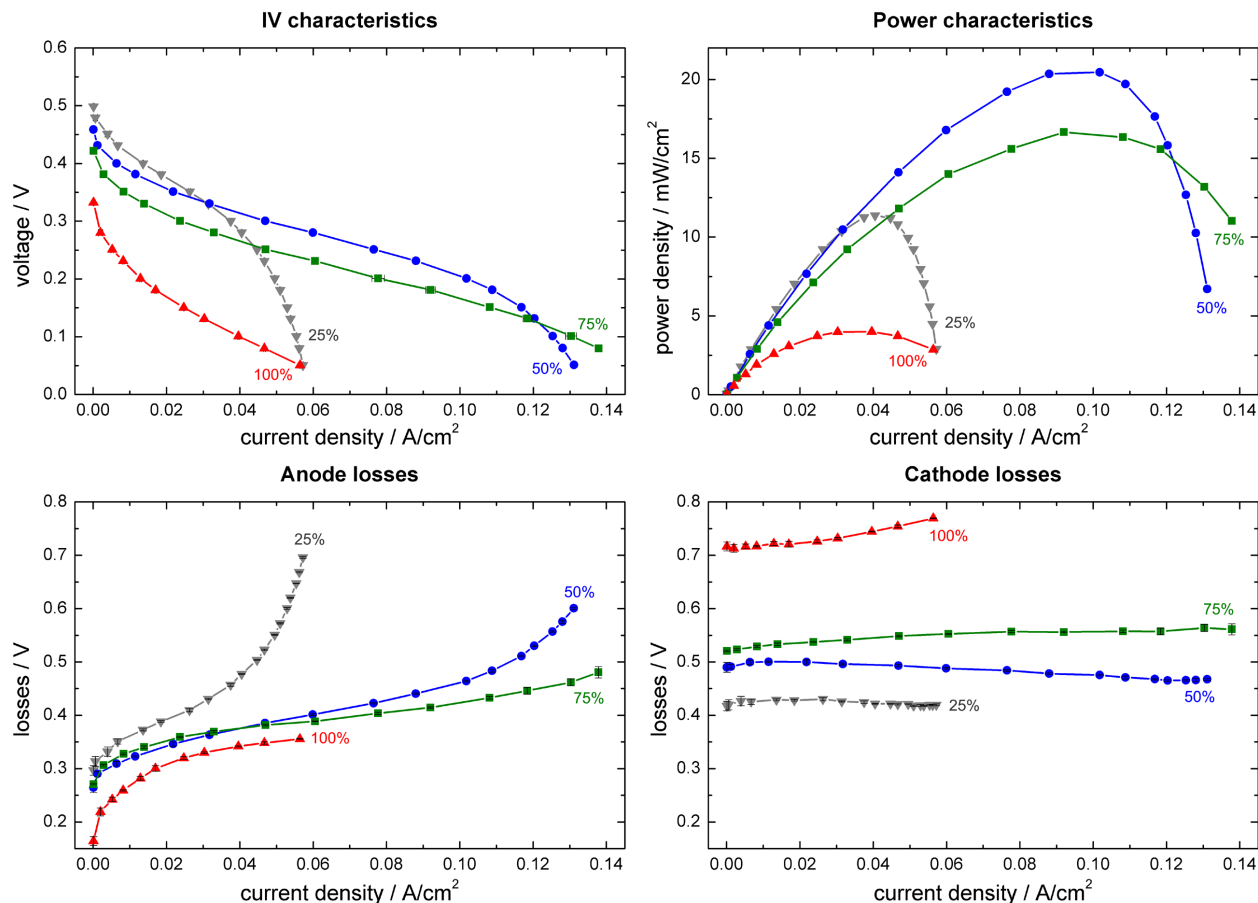 IV characteristics
0.6
0.5
0.4
0.3
0.2
0.1
0.0
voltage / V
25%
75%
50%
100%
0.00 0.02 0.04 0.06 0.08 0.10 0.12 0.14
current density / A/cm²
Power characteristics
20
15
10
5
0
power density / mW/cm²
75%
50%
25%
100%
0.00 0.02 0.04 0.06 0.08 0.10 0.12 0.14
current density / A/cm²
Anode losses
0.8
0.7
0.6
0.5
0.4
0.3
0.2
losses / V
25%
50%
75%
100%
0.00 0.02 0.04 0.06 0.08 0.10 0.12 0.14
current density / A/cm²
Cathode losses
0.8
0.7
0.6
0.5
0.4
0.3
0.2
losses / V
100%
75%
50%
25%
0.00 0.02 0.04 0.06 0.08 0.10 0.12 0.14
current density / A/cm²